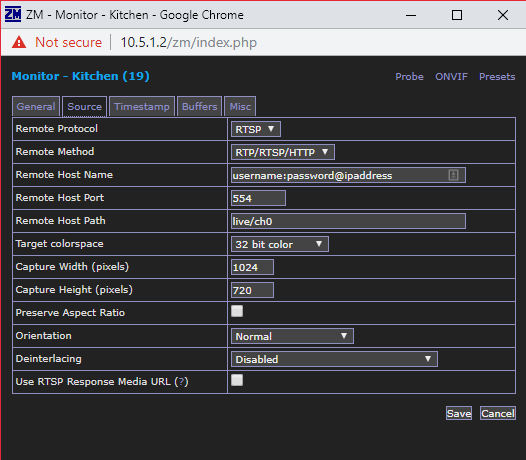 ZM - Monitor - Kitchen - Google Chrome
Not secure | 10.5.1.2/zm/index.php
Monitor - Kitchen (19) Probe ONVIF Presets
General Source Timestamp Buffers Misc
Remote Protocol RTSP
Remote Method RTP/RTSP/HTTP
Remote Host Name username:password@ipaddress
Remote Host Port 554
Remote Host Path live/ch0
Target colorspace 32 bit color
Capture Width (pixels) 1024
Capture Height (pixels) 720
Preserve Aspect Ratio
Orientation Normal
Deinterlacing Disabled
Use RTSP Response Media URL (?)
Save Cancel